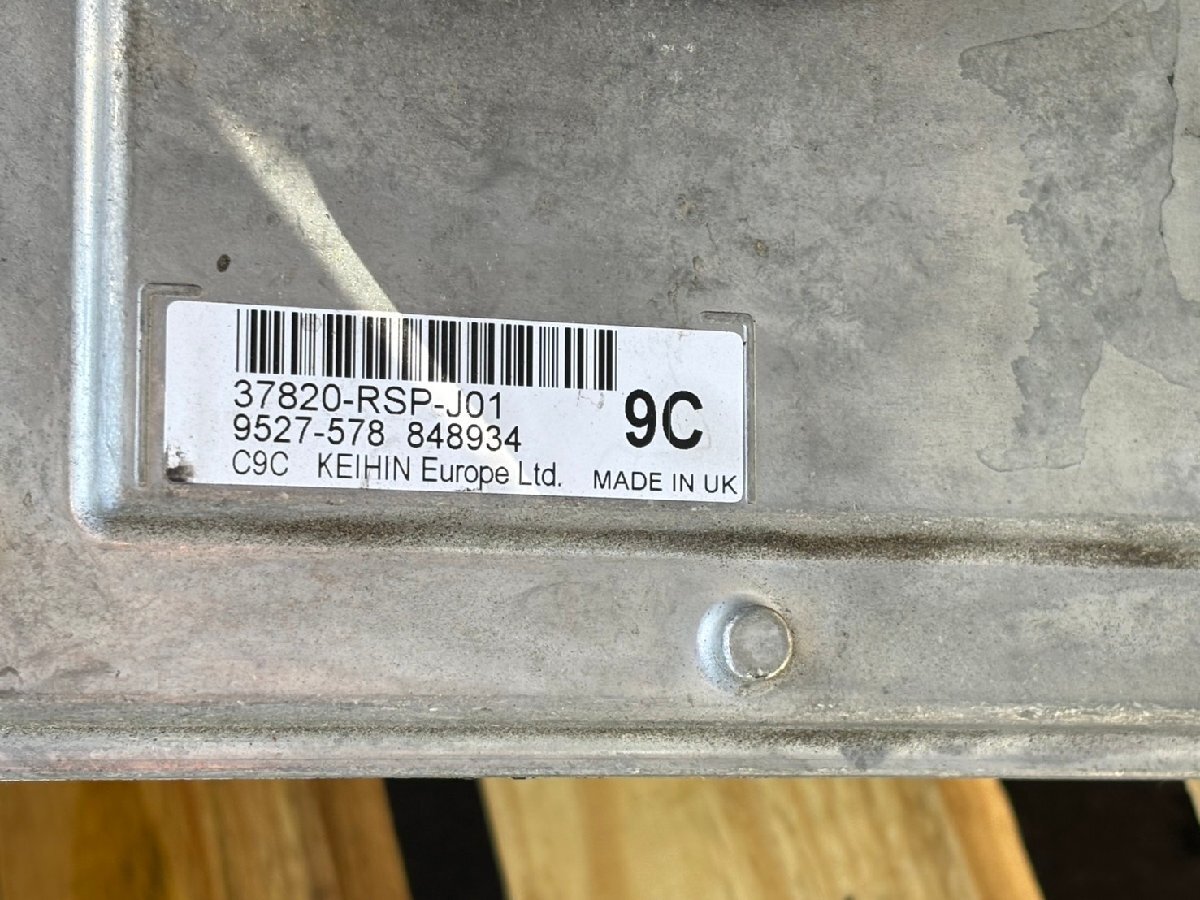 37820-RSP-J01
9527-578 848934 9C
C9C KEIHIN Europe Ltd. MADE IN UK